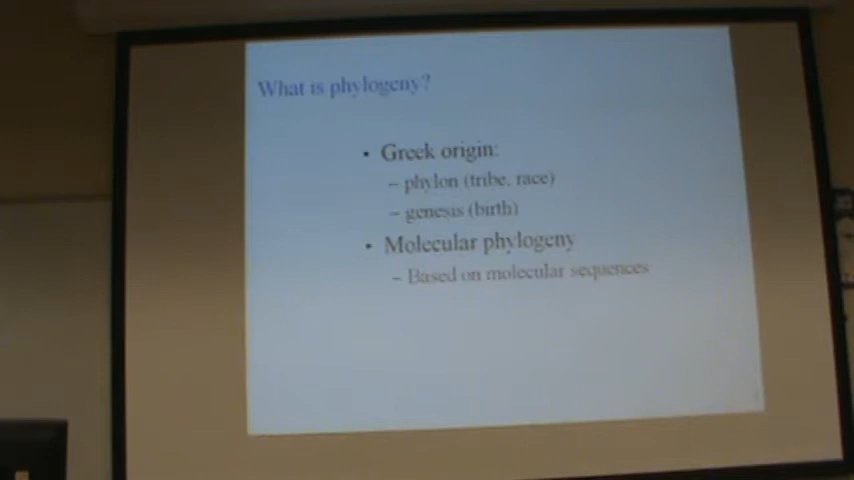 What is phylogeny?
• Greek origin:
– phylon (tribe, race)
– genesis (birth)
• Molecular phylogeny
– Based on molecular sequences